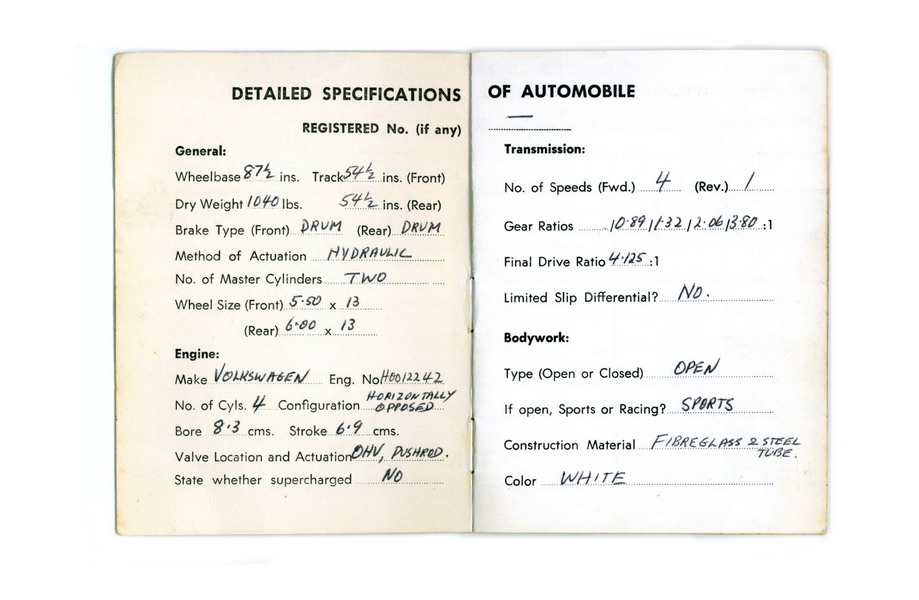 DETAILED SPECIFICATIONS
REGISTERED No. (if any)
General:
Wheelbase 87½ ins. Track 54½ ins. (Front)
Dry Weight 1040 lbs. 54½ ins. (Rear)
Brake Type (Front) DRUM (Rear) DRUM
Method of Actuation HYDRAULIC
No. of Master Cylinders TWO
Wheel Size (Front) 5·50 x 13
(Rear) 6·00 x 13
Engine:
Make VOLKSWAGEN Eng. No H0012242
No. of Cyls. 4 Configuration HORIZONTALLY
OPPOSED
Bore 8·3 cms. Stroke 6·9 cms.
Valve Location and Actuation OHV, PUSHROD.
State whether supercharged NO
OF AUTOMOBILE
—
Transmission:
No. of Speeds (Fwd.) 4 (Rev.) 1
Gear Ratios /0·89/1·32/2·06/3·80 :1
Final Drive Ratio 4·125 :1
Limited Slip Differential? NO.
Bodywork:
Type (Open or Closed) OPEN
If open, Sports or Racing? SPORTS
Construction Material FIBREGLASS & STEEL
TUBE.
Color WHITE